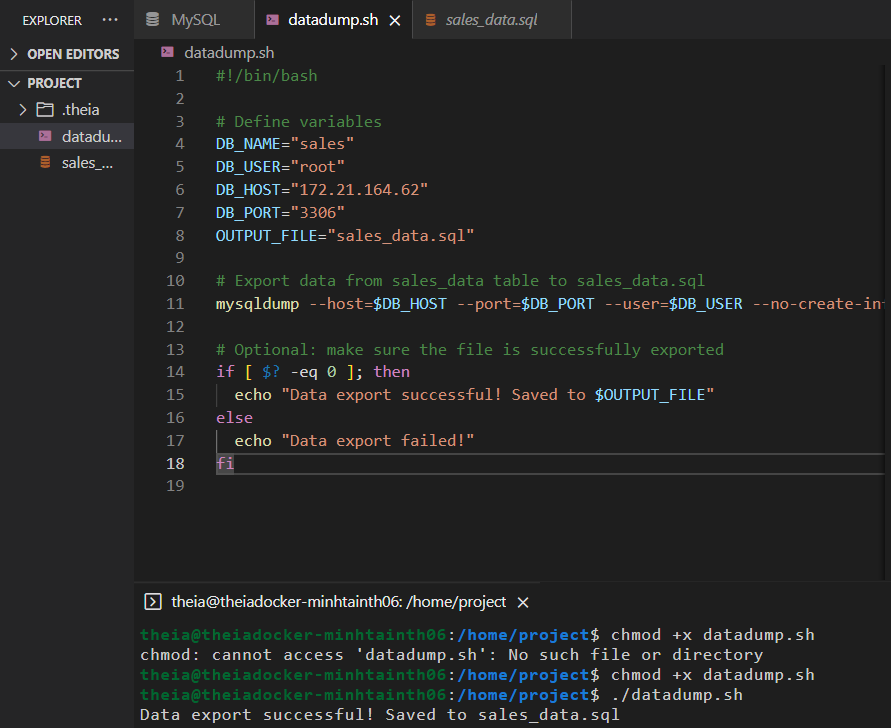 EXPLORER
MySQL
datadump.sh
sales_data.sql
OPEN EDITORS
PROJECT
.theia
datadu...
sales_...
datadump.sh
1 #!/bin/bash
2
3 # Define variables
4 DB_NAME="sales"
5 DB_USER="root"
6 DB_HOST="172.21.164.62"
7 DB_PORT="3306"
8 OUTPUT_FILE="sales_data.sql"
9
10 # Export data from sales_data table to sales_data.sql
11 mysqldump --host=$DB_HOST --port=$DB_PORT --user=$DB_USER --no-create-in
12
13 # Optional: make sure the file is successfully exported
14 if [ $? -eq 0 ]; then
15 echo "Data export successful! Saved to $OUTPUT_FILE"
16 else
17 echo "Data export failed!"
18 fi
19
theia@theiadocker-minhtainth06: /home/project
theia@theiadocker-minhtainth06:/home/project$ chmod +x datadump.sh
chmod: cannot access 'datadump.sh': No such file or directory
theia@theiadocker-minhtainth06:/home/project$ chmod +x datadump.sh
theia@theiadocker-minhtainth06:/home/project$ ./datadump.sh
Data export successful! Saved to sales_data.sql